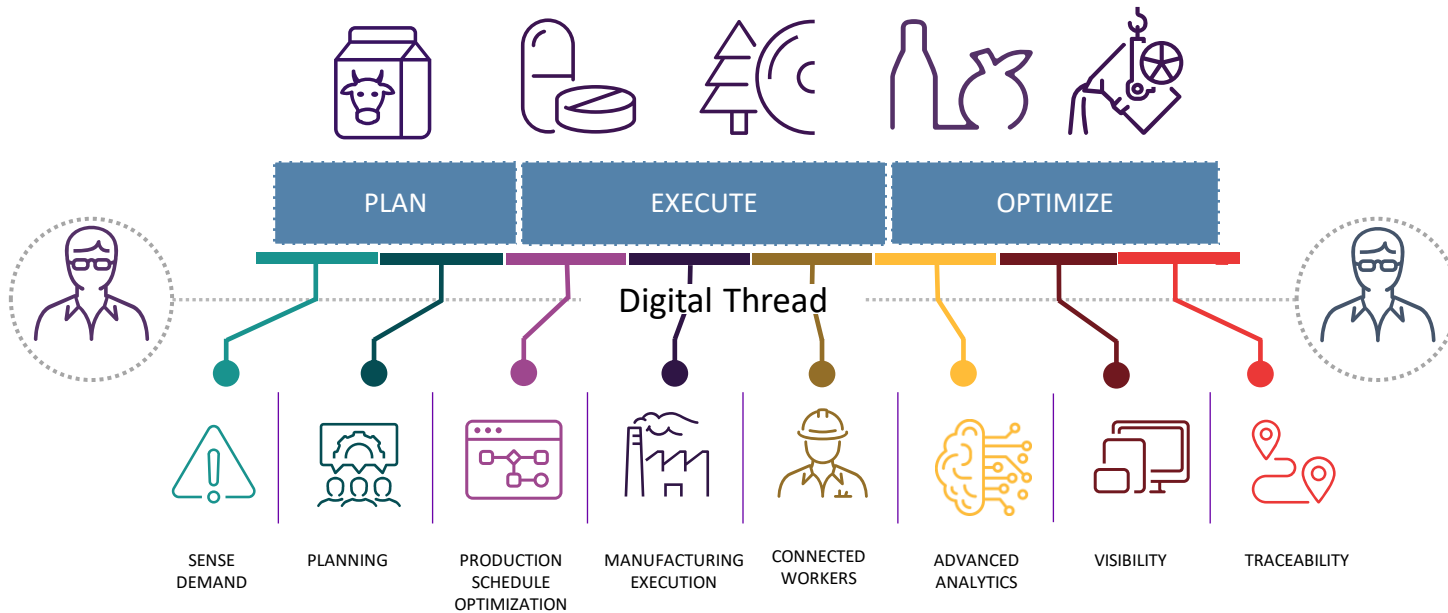 PLAN
EXECUTE
OPTIMIZE
Digital Thread
SENSE
DEMAND
PLANNING
PRODUCTION
SCHEDULE
OPTIMIZATION
MANUFACTURING
EXECUTION
CONNECTED
WORKERS
ADVANCED
ANALYTICS
VISIBILITY
TRACEABILITY